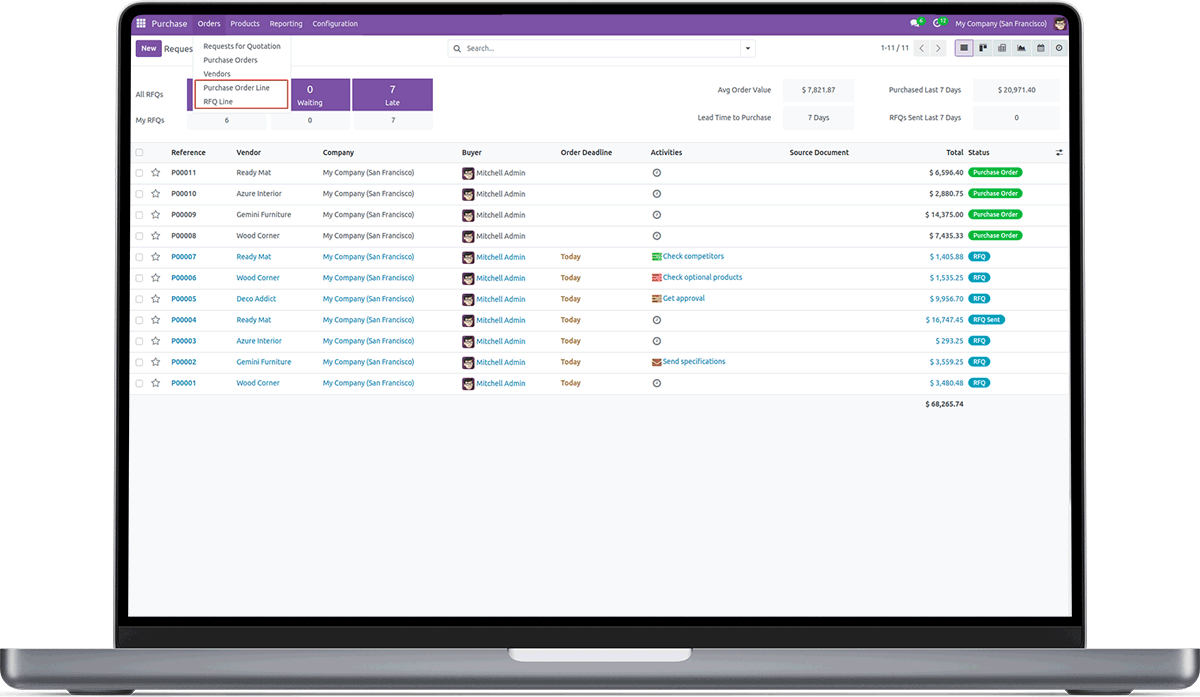 Purchase Orders Products Reporting Configuration 6 12 My Company (San Francisco)
New Reques Search... 1-11 / 11
Requests for Quotation
Purchase Orders
Vendors
Purchase Order Line
RFQ Line
All RFQs 0 Waiting 7 Late Avg Order Value $ 7,821.87 Purchased Last 7 Days $ 20,971.40
My RFQs 6 0 7 Lead Time to Purchase 7 Days RFQs Sent Last 7 Days 0
Reference Vendor Company Buyer Order Deadline Activities Source Document Total Status
P00011 Ready Mat My Company (San Francisco) Mitchell Admin $ 6,596.40 Purchase Order
P00010 Azure Interior My Company (San Francisco) Mitchell Admin $ 2,880.75 Purchase Order
P00009 Gemini Furniture My Company (San Francisco) Mitchell Admin $ 14,375.00 Purchase Order
P00008 Wood Corner My Company (San Francisco) Mitchell Admin $ 7,435.33 Purchase Order
P00007 Ready Mat My Company (San Francisco) Mitchell Admin Today Check competitors $ 1,405.88 RFQ
P00006 Wood Corner My Company (San Francisco) Mitchell Admin Today Check optional products $ 1,535.25 RFQ
P00005 Deco Addict My Company (San Francisco) Mitchell Admin Today Get approval $ 9,956.70 RFQ
P00004 Ready Mat My Company (San Francisco) Mitchell Admin Today $ 16,747.45 RFQ Sent
P00003 Azure Interior My Company (San Francisco) Mitchell Admin Today $ 293.25 RFQ
P00002 Gemini Furniture My Company (San Francisco) Mitchell Admin Today Send specifications $ 3,559.25 RFQ
P00001 Wood Corner My Company (San Francisco) Mitchell Admin Today $ 3,480.48 RFQ
$ 68,265.74